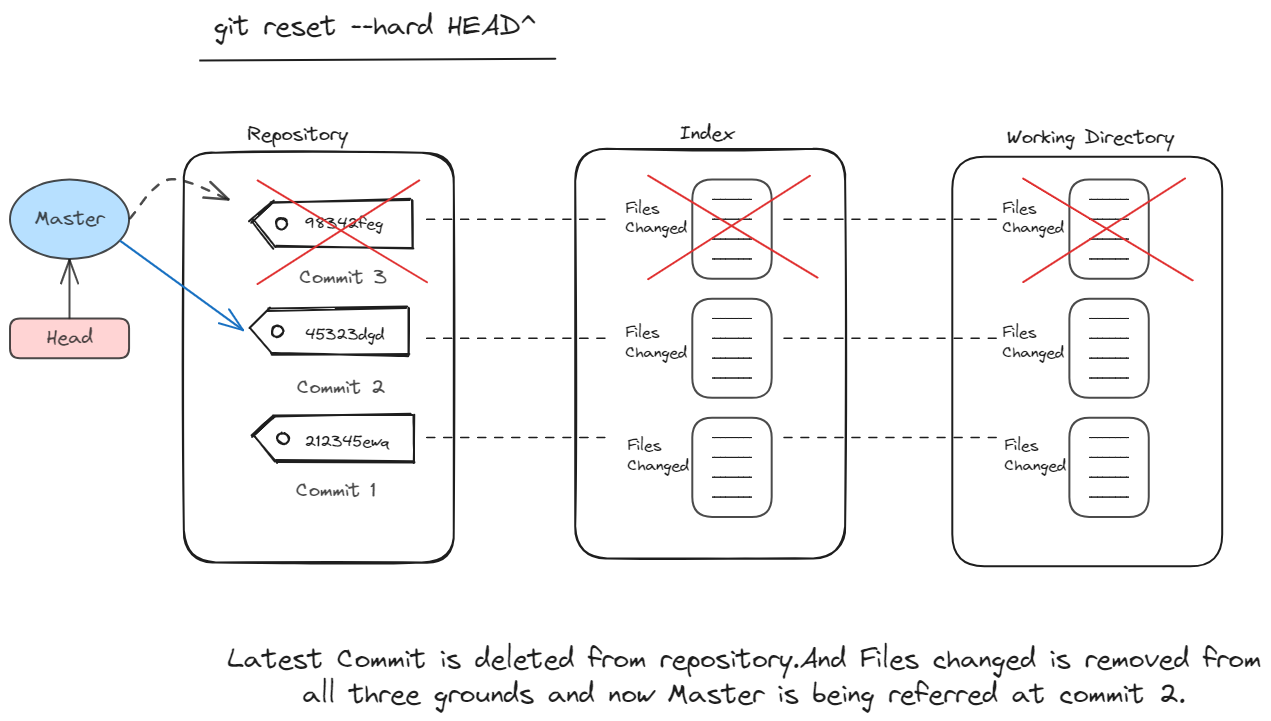 git reset --hard HEAD^
Repository
Index
Working Directory
Master
Head
98342feg
Commit 3
45323dgd
Commit 2
212345ewa
Commit 1
Files
Changed
Files
Changed
Files
Changed
Files
Changed
Files
Changed
Files
Changed
Latest Commit is deleted from repository.And Files changed is removed from
all three grounds and now Master is being referred at commit 2.